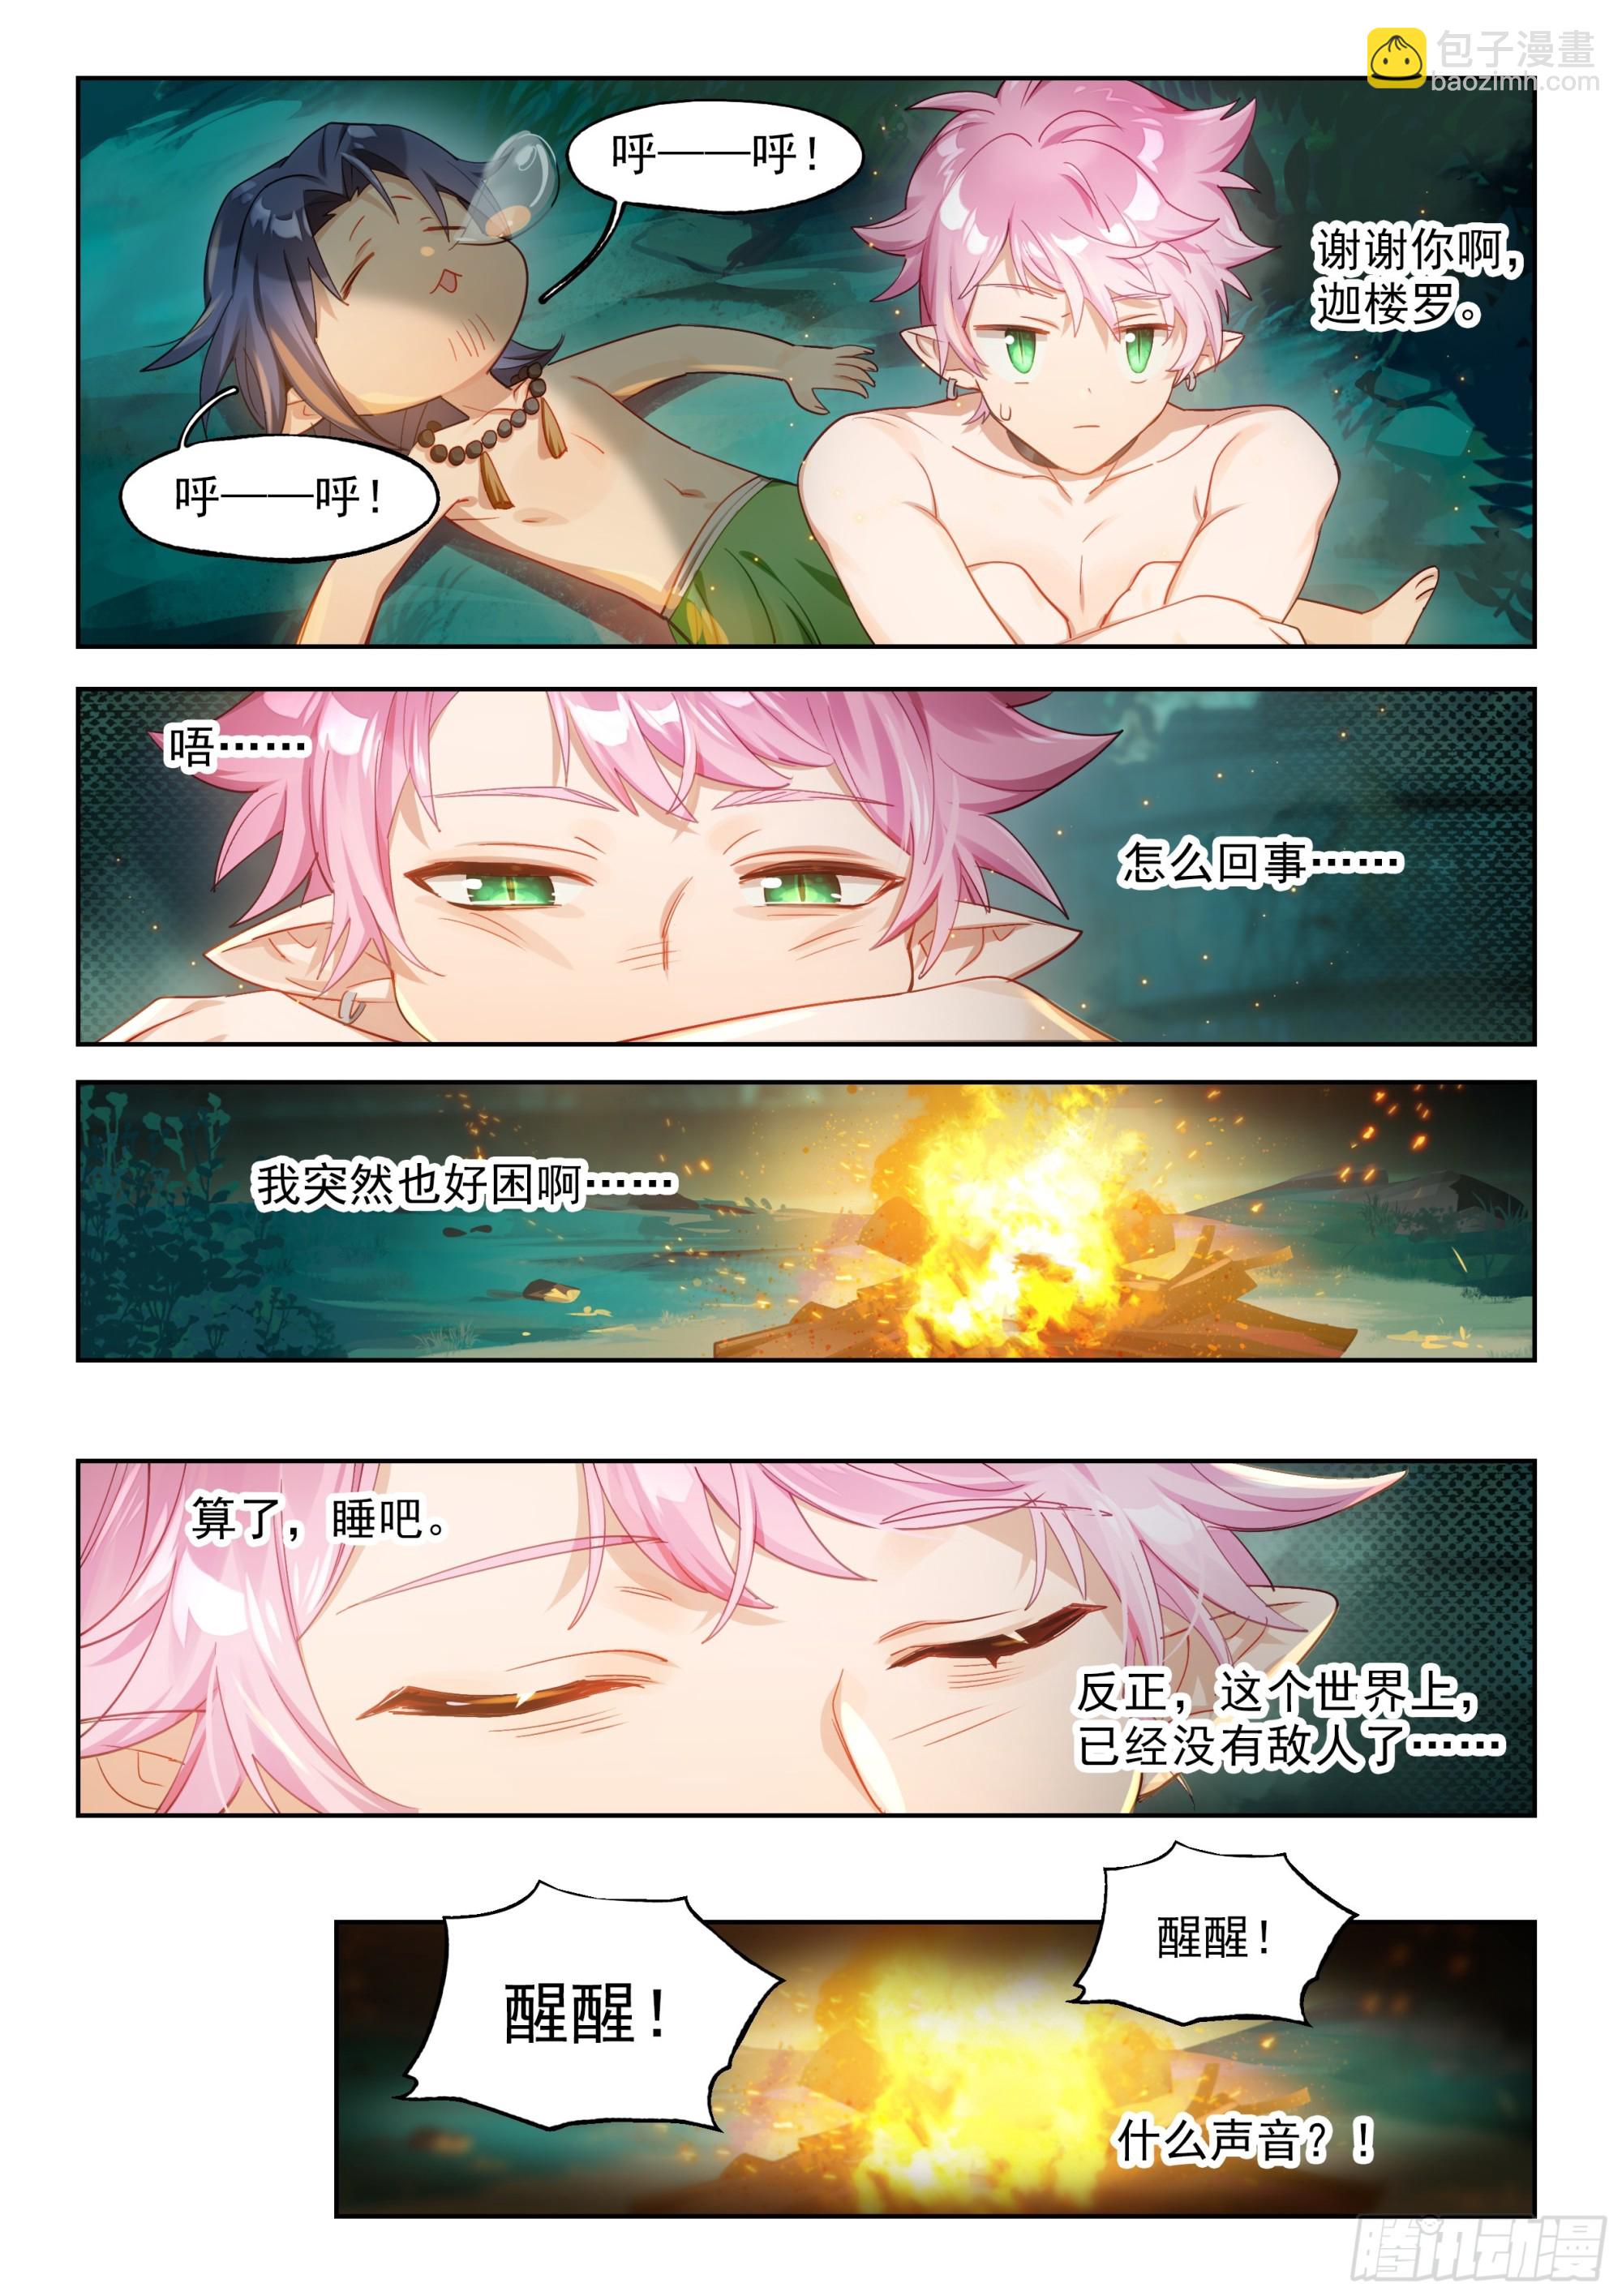 包子漫畫
baozimh.com
呼——呼！
谢谢你啊，
迦楼罗。
呼——呼！
唔……
怎么回事……
我突然也好困啊……
算了，睡吧。
反正，这个世界上，
已经没有敌人了……
醒醒！
醒醒！
什么声音？！
腾讯动漫